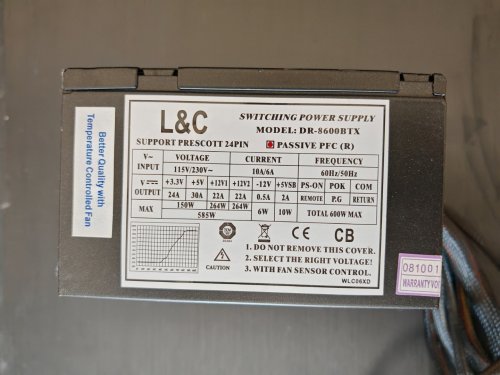 Better Quality with
Temperature Controlled Fan
L&C
SWITCHING POWER SUPPLY
MODEL: DR-8600BTX
SUPPORT PRESCOTT 24PIN
PASSIVE PFC (R)
V~ INPUT VOLTAGE CURRENT FREQUENCY
115V/230V~ 10A/6A 60Hz/50Hz
V OUTPUT +3.3V +5V +12V1 +12V2 -12V +5VSB PS-ON POK COM
24A 30A 22A 22A 0.5A 2A REMOTE P.G RETURN
MAX 150W 264W 264W 6W 10W TOTAL 600W MAX
585W
CAUTION
CE
CB
1. DO NOT REMOVE THIS COVER.
2. SELECT THE RIGHT VOLTAGE!
3. WITH FAN SENSOR CONTROL.
WLC06XD
081001
WARRANTY VOI